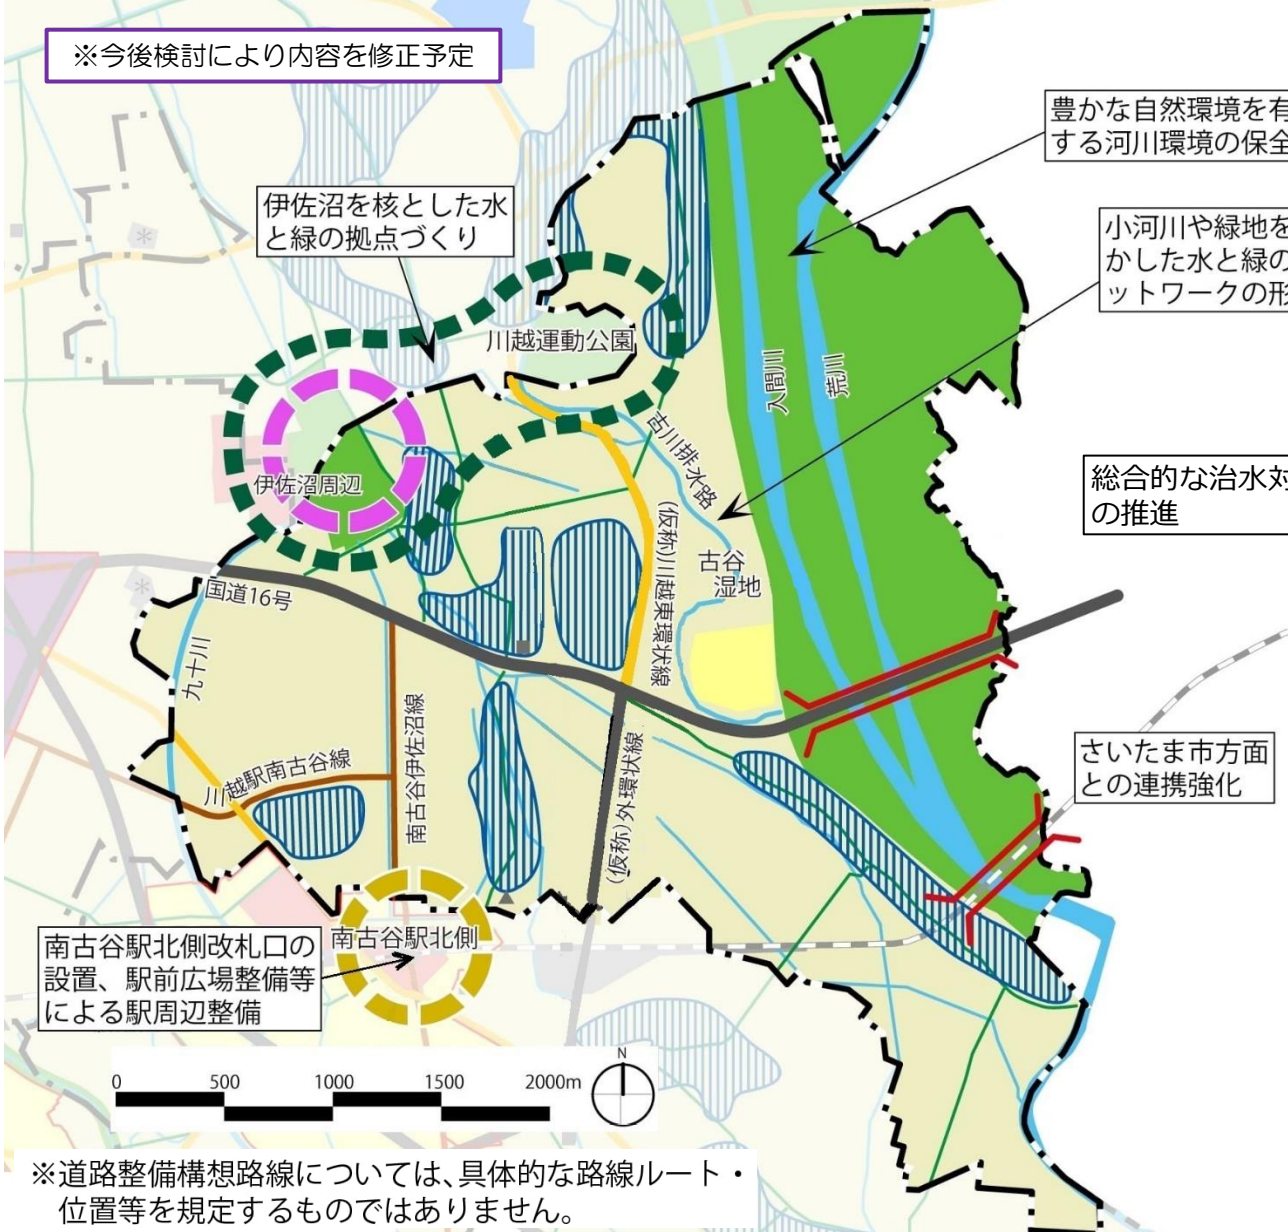 ※今後検討により内容を修正予定
豊かな自然環境を有
する河川環境の保全
伊佐沼を核とした水
と緑の拠点づくり
小河川や緑地を
かした水と緑の
ットワークの形
川越運動公園
入間川
荒川
古川排水路
伊佐沼周辺
総合的な治水対
の推進
(仮称)川越東環状線
古谷
湿地
国道16号
九十川
南古谷伊佐沼線
川越駅南古谷線
(仮称)外環状線
さいたま市方面
との連携強化
南古谷駅北側
南古谷駅北側改札口の
設置、駅前広場整備等
による駅周辺整備
0 500 1000 1500 2000m
N
※道路整備構想路線については、具体的な路線ルート・
位置等を規定するものではありません。